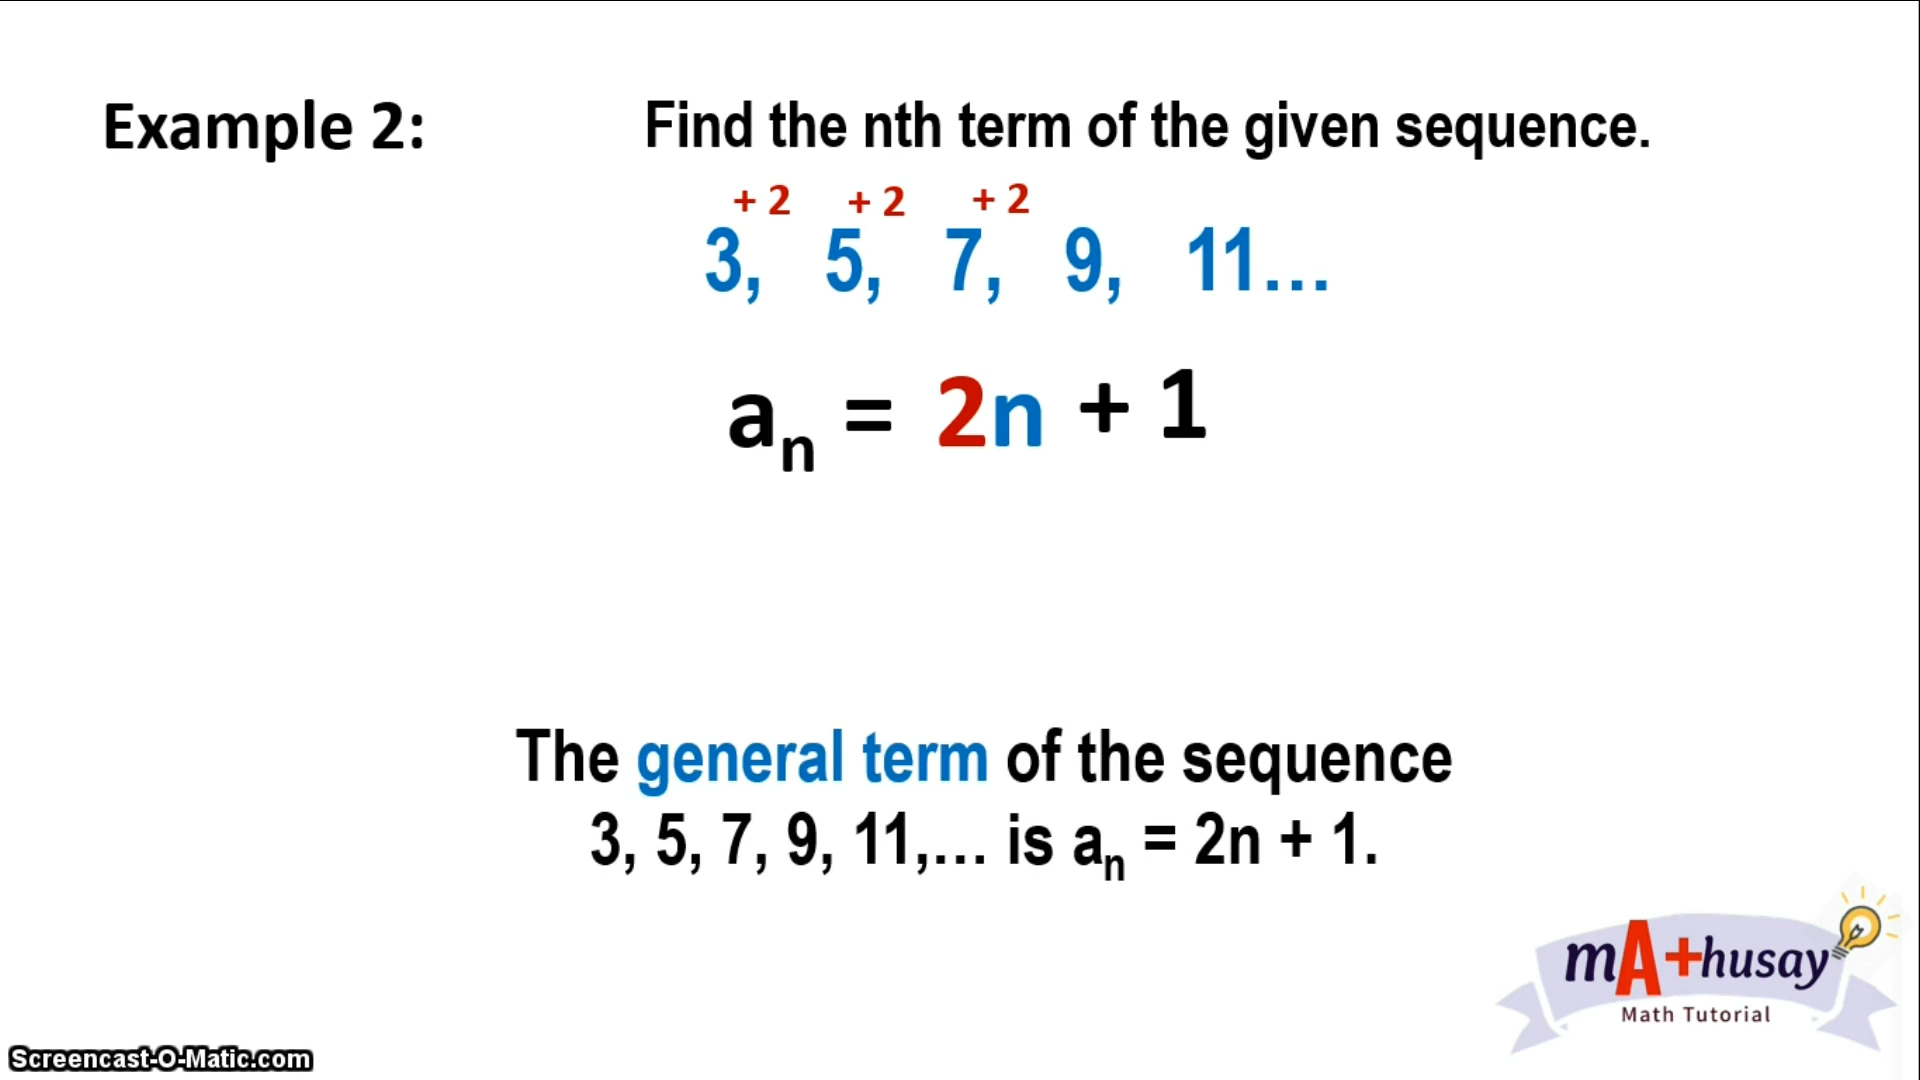 Example 2:
Find the nth term of the given sequence.
+ 2 + 2 + 2
3, 5, 7, 9, 11...
aₙ = 2n + 1
The general term of the sequence
3, 5, 7, 9, 11,... is aₙ = 2n + 1.
mA+husay
Math Tutorial
Screencast-O-Matic.com